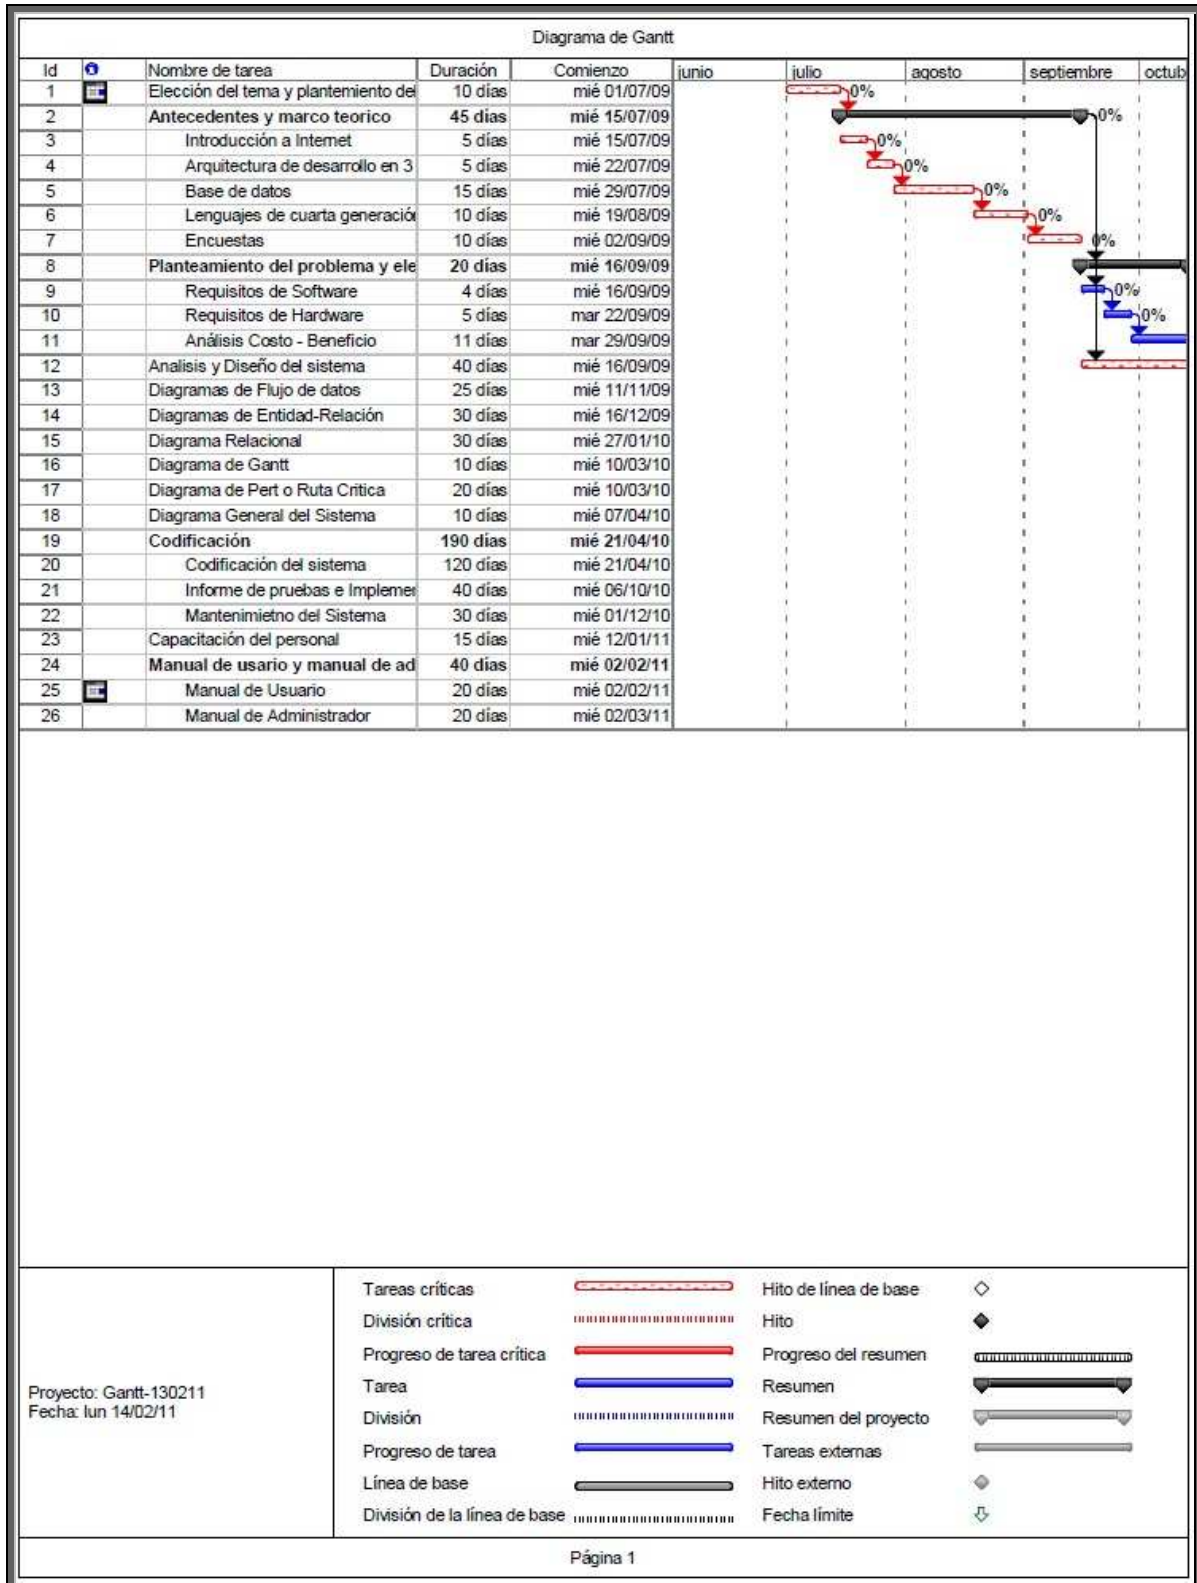 Diagrama de Gantt
Id Nombre de tarea Duración Comienzo junio julio agosto septiembre octub
1 Elección del tema y plantemiento del 10 días mié 01/07/09 0%
2 Antecedentes y marco teorico 45 días mié 15/07/09 0%
3 Introducción a Internet 5 días mié 15/07/09 0%
4 Arquitectura de desarrollo en 3 5 días mié 22/07/09 0%
5 Base de datos 15 días mié 29/07/09 0%
6 Lenguajes de cuarta generación 10 días mié 19/08/09 0%
7 Encuestas 10 días mié 02/09/09 0%
8 Planteamiento del problema y ele 20 días mié 16/09/09
9 Requisitos de Software 4 días mié 16/09/09 0%
10 Requisitos de Hardware 5 días mar 22/09/09 0%
11 Análisis Costo - Beneficio 11 días mar 29/09/09
12 Analisis y Diseño del sistema 40 días mié 16/09/09
13 Diagramas de Flujo de datos 25 días mié 11/11/09
14 Diagramas de Entidad-Relación 30 días mié 16/12/09
15 Diagrama Relacional 30 días mié 27/01/10
16 Diagrama de Gantt 10 días mié 10/03/10
17 Diagrama de Pert o Ruta Critica 20 días mié 10/03/10
18 Diagrama General del Sistema 10 días mié 07/04/10
19 Codificación 190 días mié 21/04/10
20 Codificación del sistema 120 días mié 21/04/10
21 Informe de pruebas e Implemen 40 días mié 06/10/10
22 Mantenimietno del Sistema 30 días mié 01/12/10
23 Capacitación del personal 15 días mié 12/01/11
24 Manual de usario y manual de ad 40 días mié 02/02/11
25 Manual de Usuario 20 días mié 02/02/11
26 Manual de Administrador 20 días mié 02/03/11
Proyecto: Gantt-130211
Fecha: lun 14/02/11
Tareas críticas
División crítica
Progreso de tarea crítica
Tarea
División
Progreso de tarea
Línea de base
División de la línea de base
Hito de línea de base
Hito
Progreso del resumen
Resumen
Resumen del proyecto
Tareas externas
Hito externo
Fecha límite
Página 1